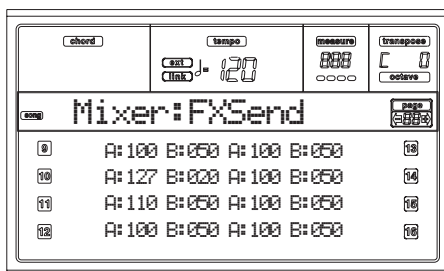 chord tempo measure transpose
ext link ♩= 120 888 C 0
octave
song Mixer:FXSend page 88
9 A:100 B:050 A:100 B:050 13
10 A:127 B:020 A:100 B:050 14
11 A:110 B:050 A:100 B:050 15
12 A:100 B:050 A:100 B:050 16